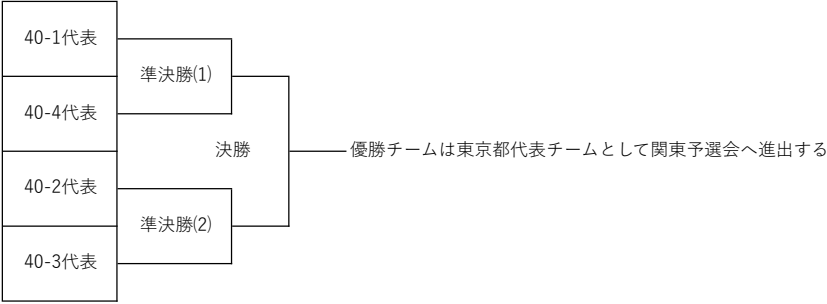 40-1代表
準決勝(1)
40-4代表
決勝
優勝チームは東京都代表チームとして関東予選会へ進出する
40-2代表
準決勝(2)
40-3代表